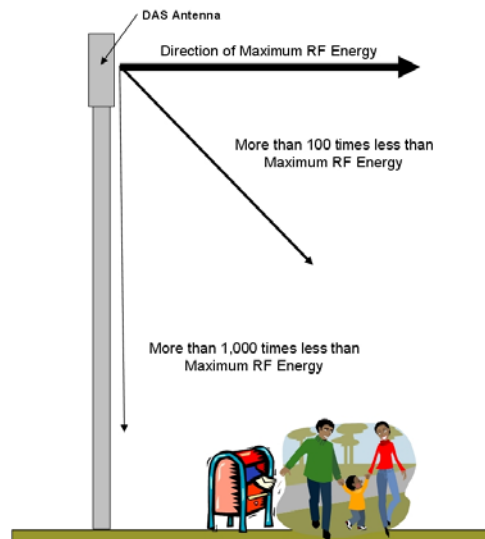 DAS Antenna
Direction of Maximum RF Energy
More than 100 times less than
Maximum RF Energy
More than 1,000 times less than
Maximum RF Energy